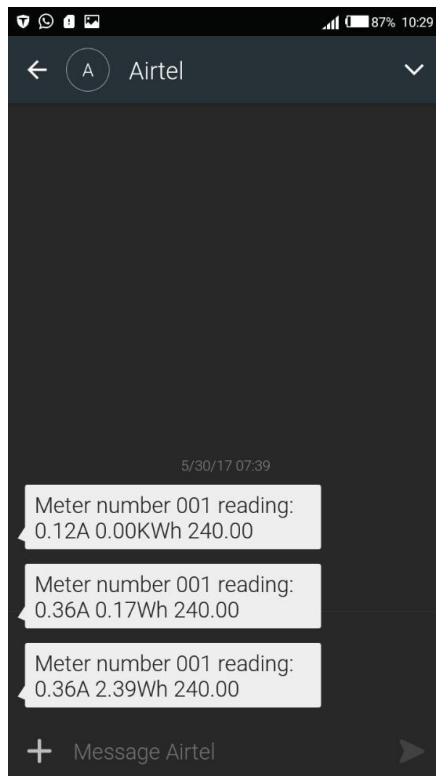 87% 10:29
A Airtel
5/30/17 07:39
Meter number 001 reading:
0.12A 0.00KWh 240.00
Meter number 001 reading:
0.36A 0.17Wh 240.00
Meter number 001 reading:
0.36A 2.39Wh 240.00
Message Airtel